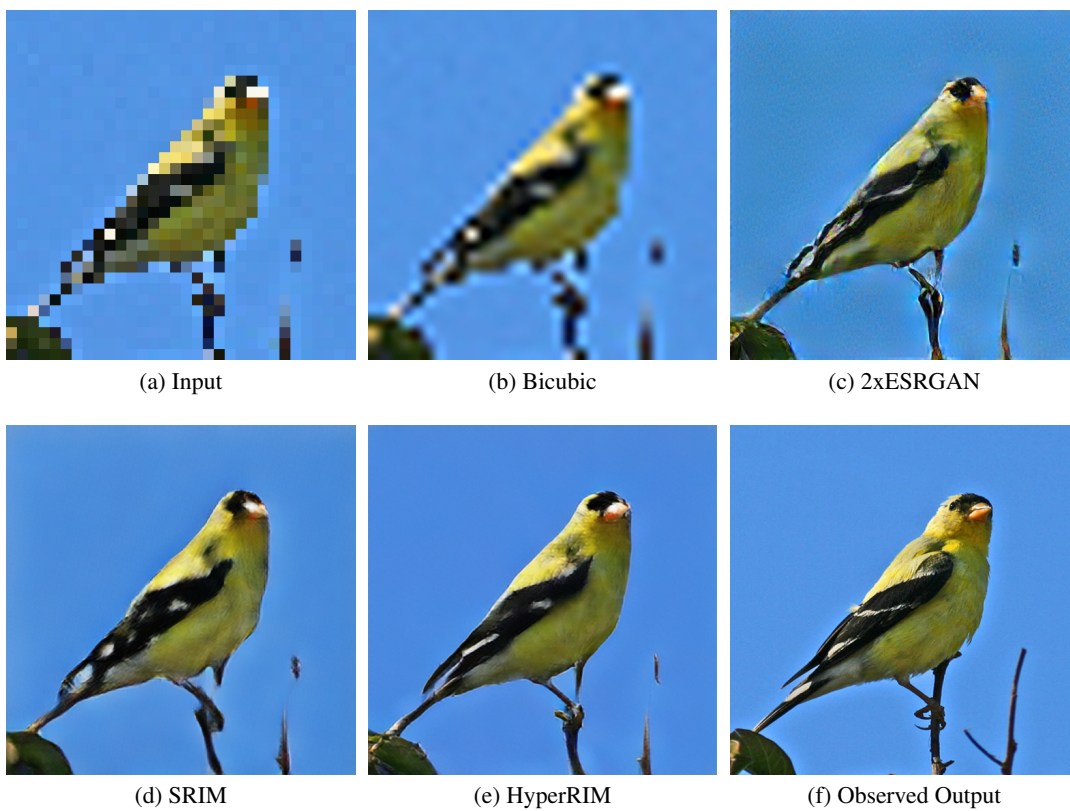 (a) Input
(b) Bicubic
(c) 2xESRGAN
(d) SRIM
(e) HyperRIM
(f) Observed Output